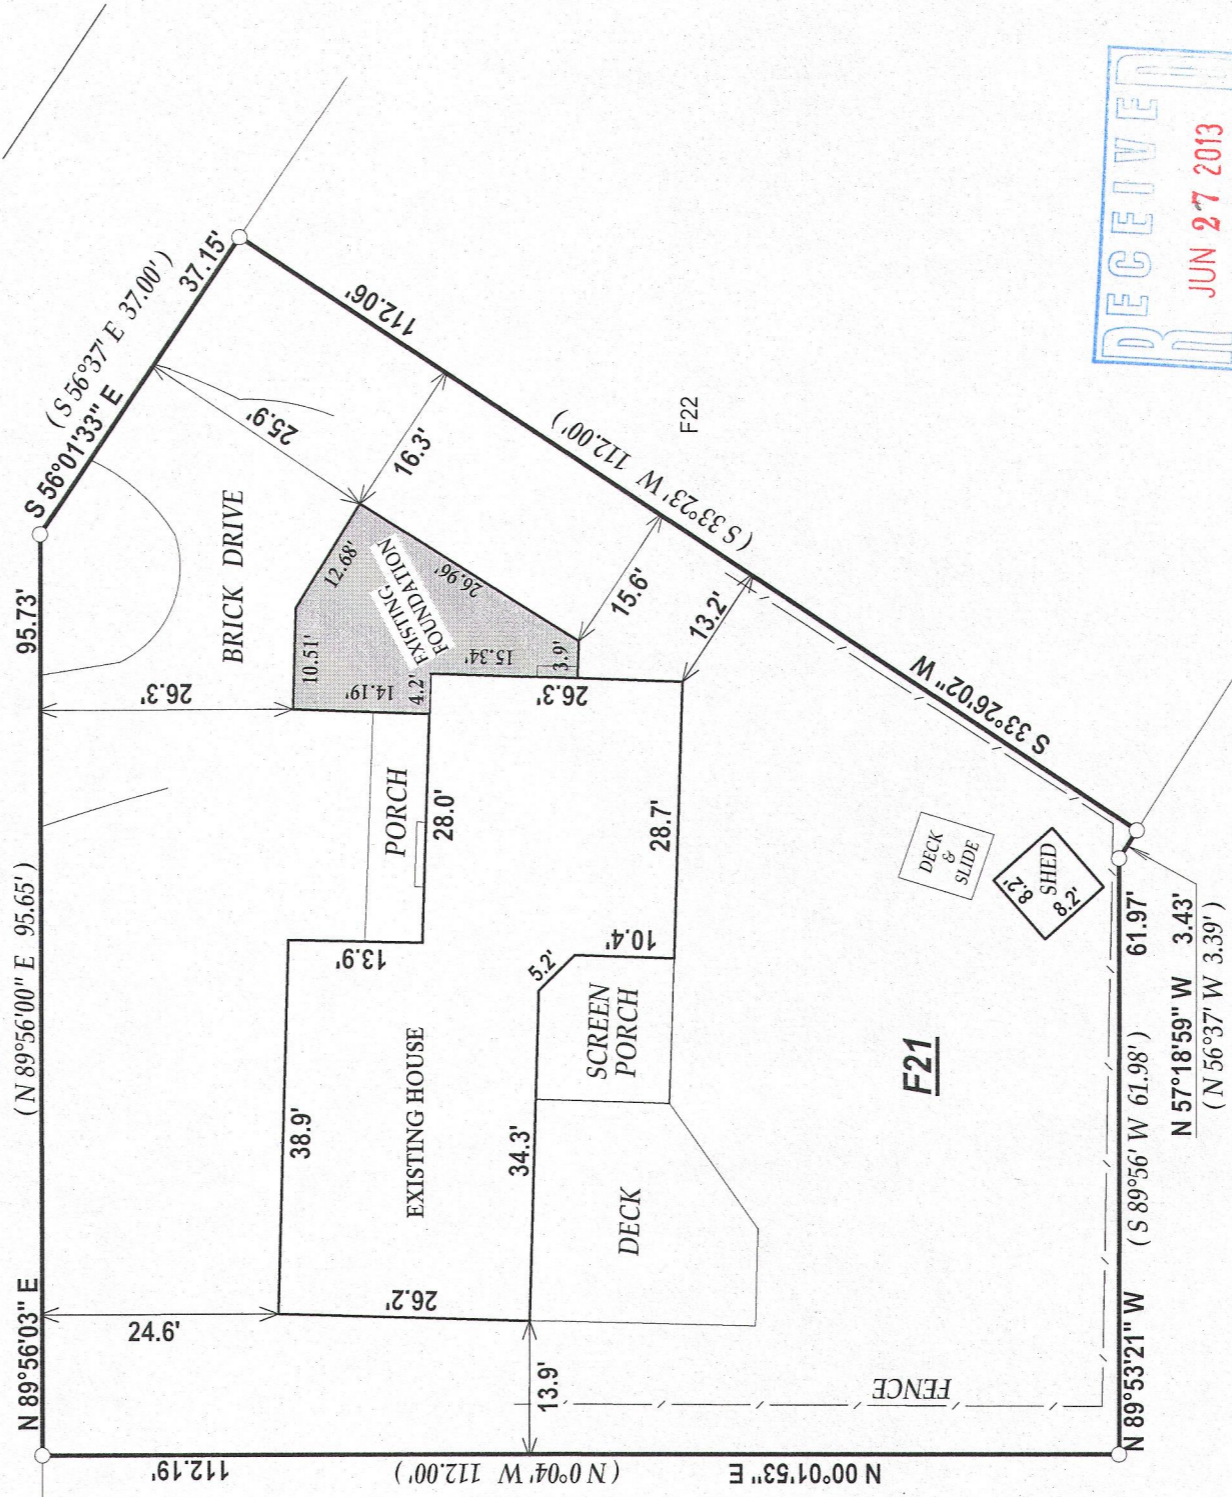 N 89°56'03" E
(N 89°56'00" E 95.65')
95.73'
S 56°01'33" E
(S 56°37' E 37.00')
37.15'
112.06'
(S 33°23' W 112.00')
S 33°26'02" W
F22
25.9'
16.3'
15.6'
13.2'
BRICK DRIVE
26.3'
10.51'
12.68'
EXISTING
FOUNDATION
26.96'
14.19'
4.2'
15.34'
3.9'
26.3'
PORCH
28.0'
28.7'
13.9'
10.4'
5.2'
SCREEN
PORCH
EXISTING HOUSE
38.9'
34.3'
DECK
24.6'
26.2'
13.9'
FENCE
F21
DECK
&
SLIDE
8.2'
SHED
8.2'
112.19'
(N 0°04' W 112.00')
N 00°01'53" E
N 89°53'21" W
(S 89°56' W 61.98')
61.97'
N 57°18'59" W 3.43'
(N 56°37' W 3.39')
DECEIVED
JUN 27 2013